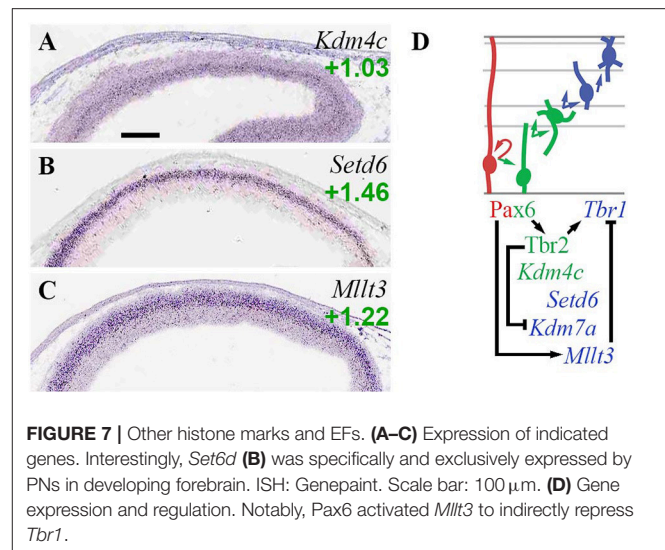 A
Kdm4c
+1.03
B
Setd6
+1.46
C
Mllt3
+1.22
D
Pax6
Tbr1
Tbr2
Kdm4c
Setd6
Kdm7a
Mllt3
FIGURE 7 | Other histone marks and EFs. (A–C) Expression of indicated
genes. Interestingly, Set6d (B) was specifically and exclusively expressed by
PNs in developing forebrain. ISH: Genepaint. Scale bar: 100 μm. (D) Gene
expression and regulation. Notably, Pax6 activated Mllt3 to indirectly repress
Tbr1.